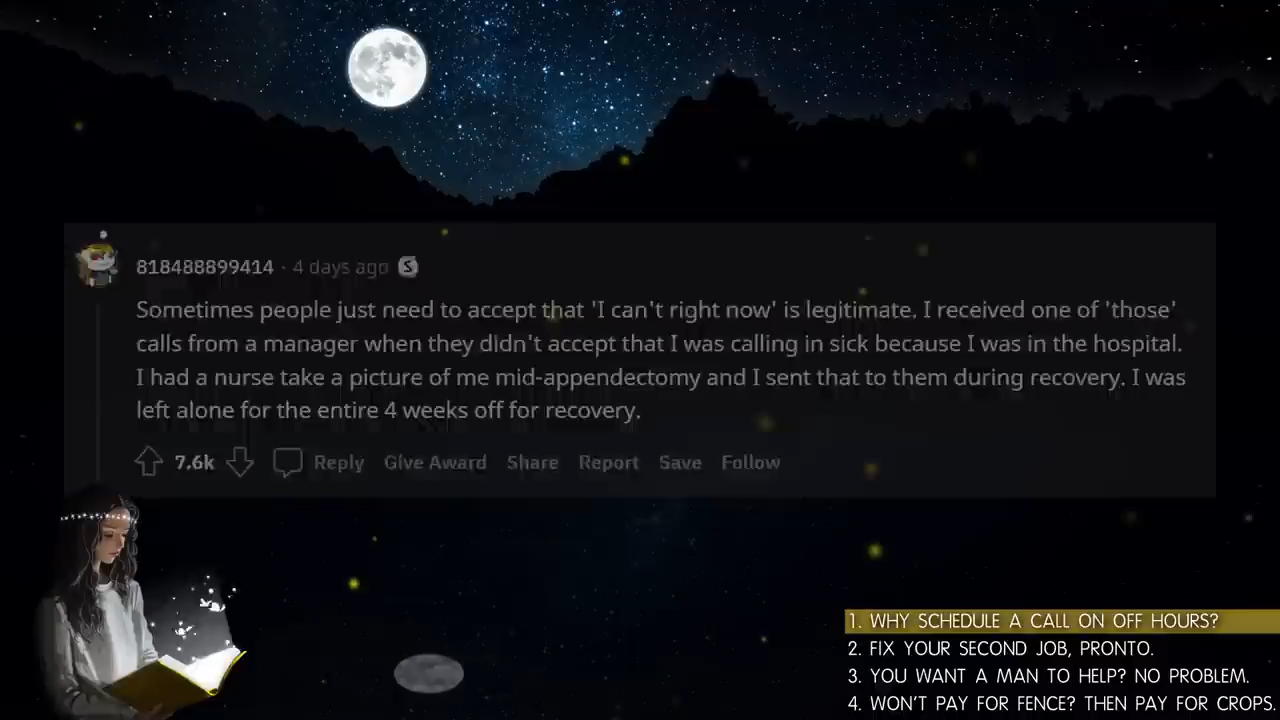 818488899414 · 4 days ago S
Sometimes people just need to accept that 'I can't right now' is legitimate. I received one of 'those'
calls from a manager when they didn't accept that I was calling in sick because I was in the hospital.
I had a nurse take a picture of me mid-appendectomy and I sent that to them during recovery. I was
left alone for the entire 4 weeks off for recovery.
7.6k Reply Give Award Share Report Save Follow
1. WHY SCHEDULE A CALL ON OFF HOURS?
2. FIX YOUR SECOND JOB, PRONTO.
3. YOU WANT A MAN TO HELP? NO PROBLEM.
4. WON'T PAY FOR FENCE? THEN PAY FOR CROPS.